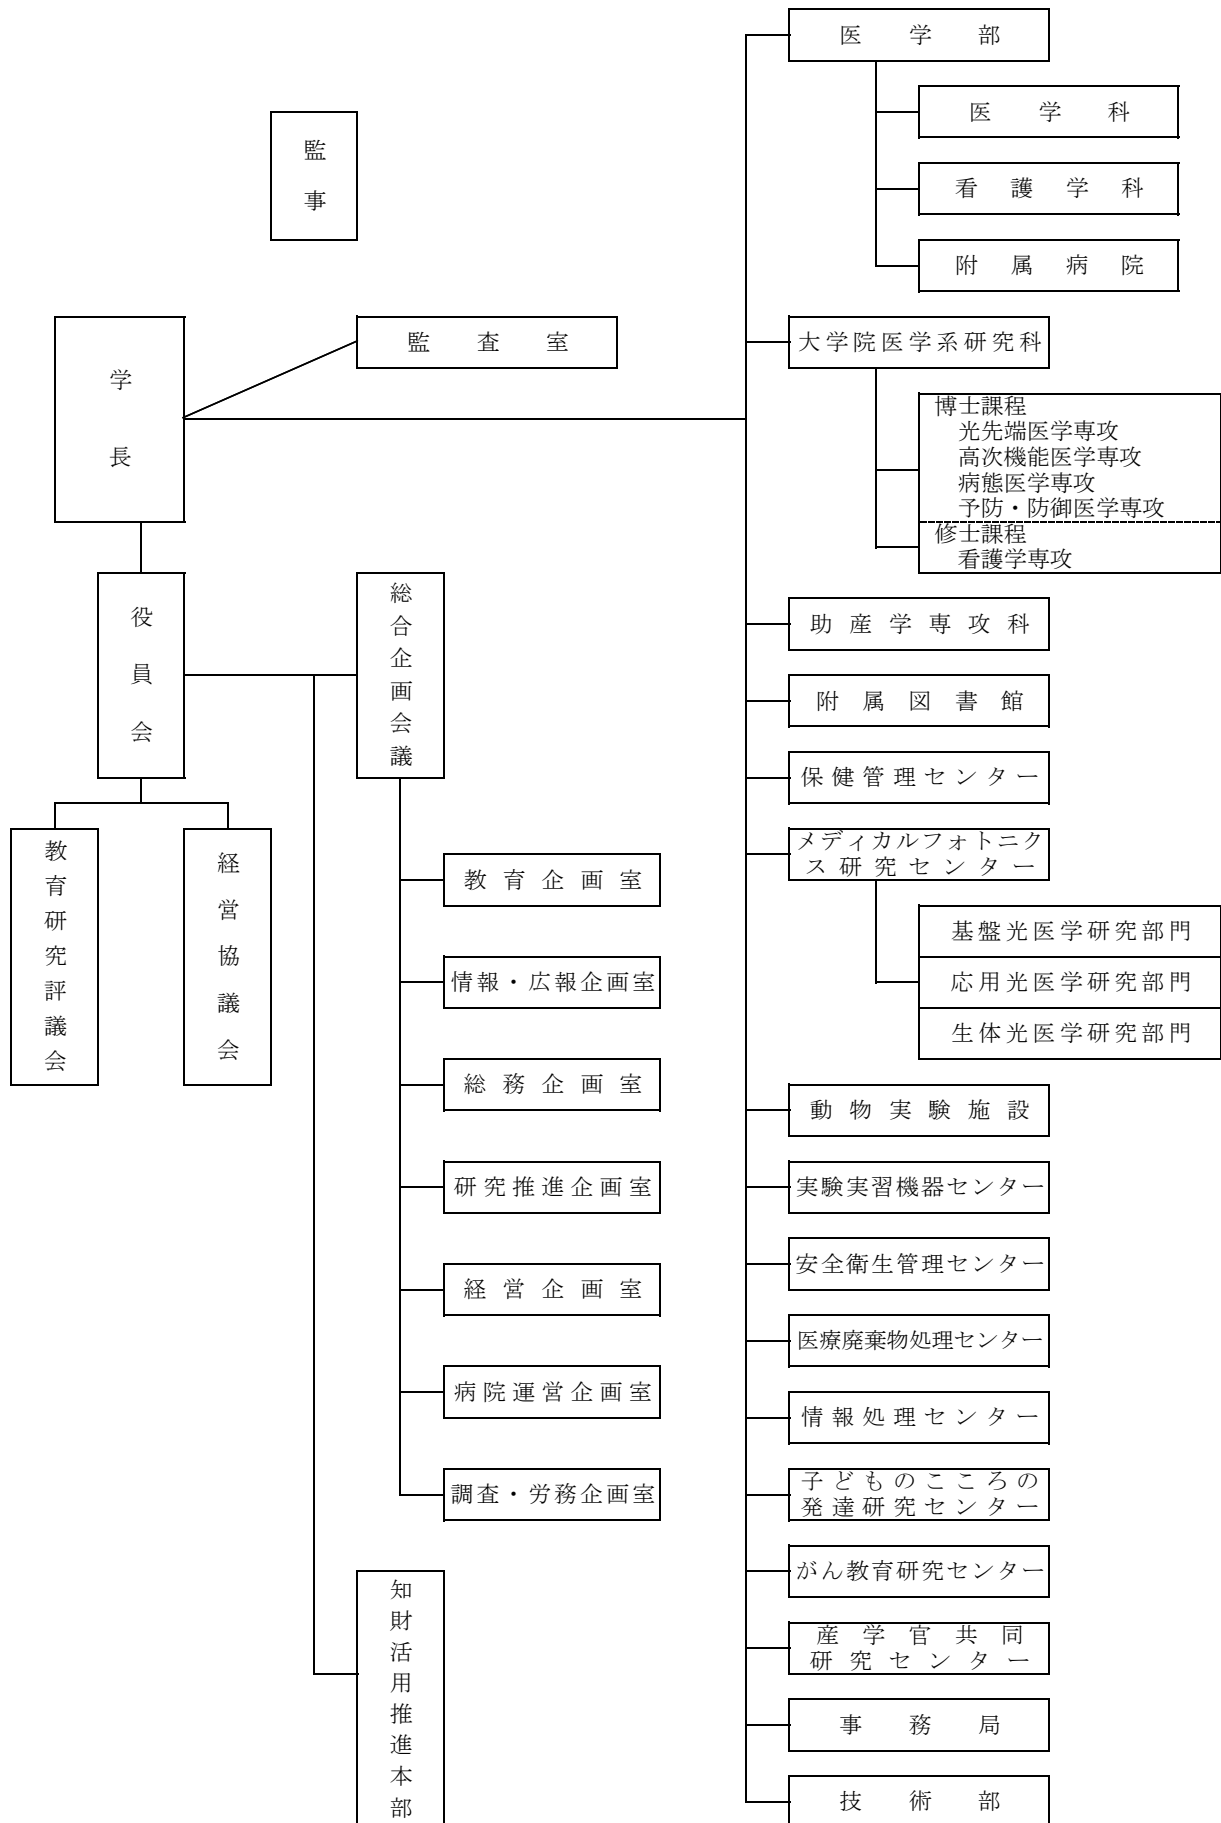 監事
学長
監査室
役員会
教育研究評議会
経営協議会
総合企画会議
教育企画室
情報・広報企画室
総務企画室
研究推進企画室
経営企画室
病院運営企画室
調査・労務企画室
知財活用推進本部
医学部
医学科
看護学科
附属病院
大学院医学系研究科
博士課程
光先端医学専攻
高次機能医学専攻
病態医学専攻
予防・防御医学専攻
修士課程
看護学専攻
助産学専攻科
附属図書館
保健管理センター
メディカルフォトニク
ス研究センター
基盤光医学研究部門
応用光医学研究部門
生体光医学研究部門
動物実験施設
実験実習機器センター
安全衛生管理センター
医療廃棄物処理センター
情報処理センター
子どものこころの
発達研究センター
がん教育研究センター
産学官共同
研究センター
事務局
技術部